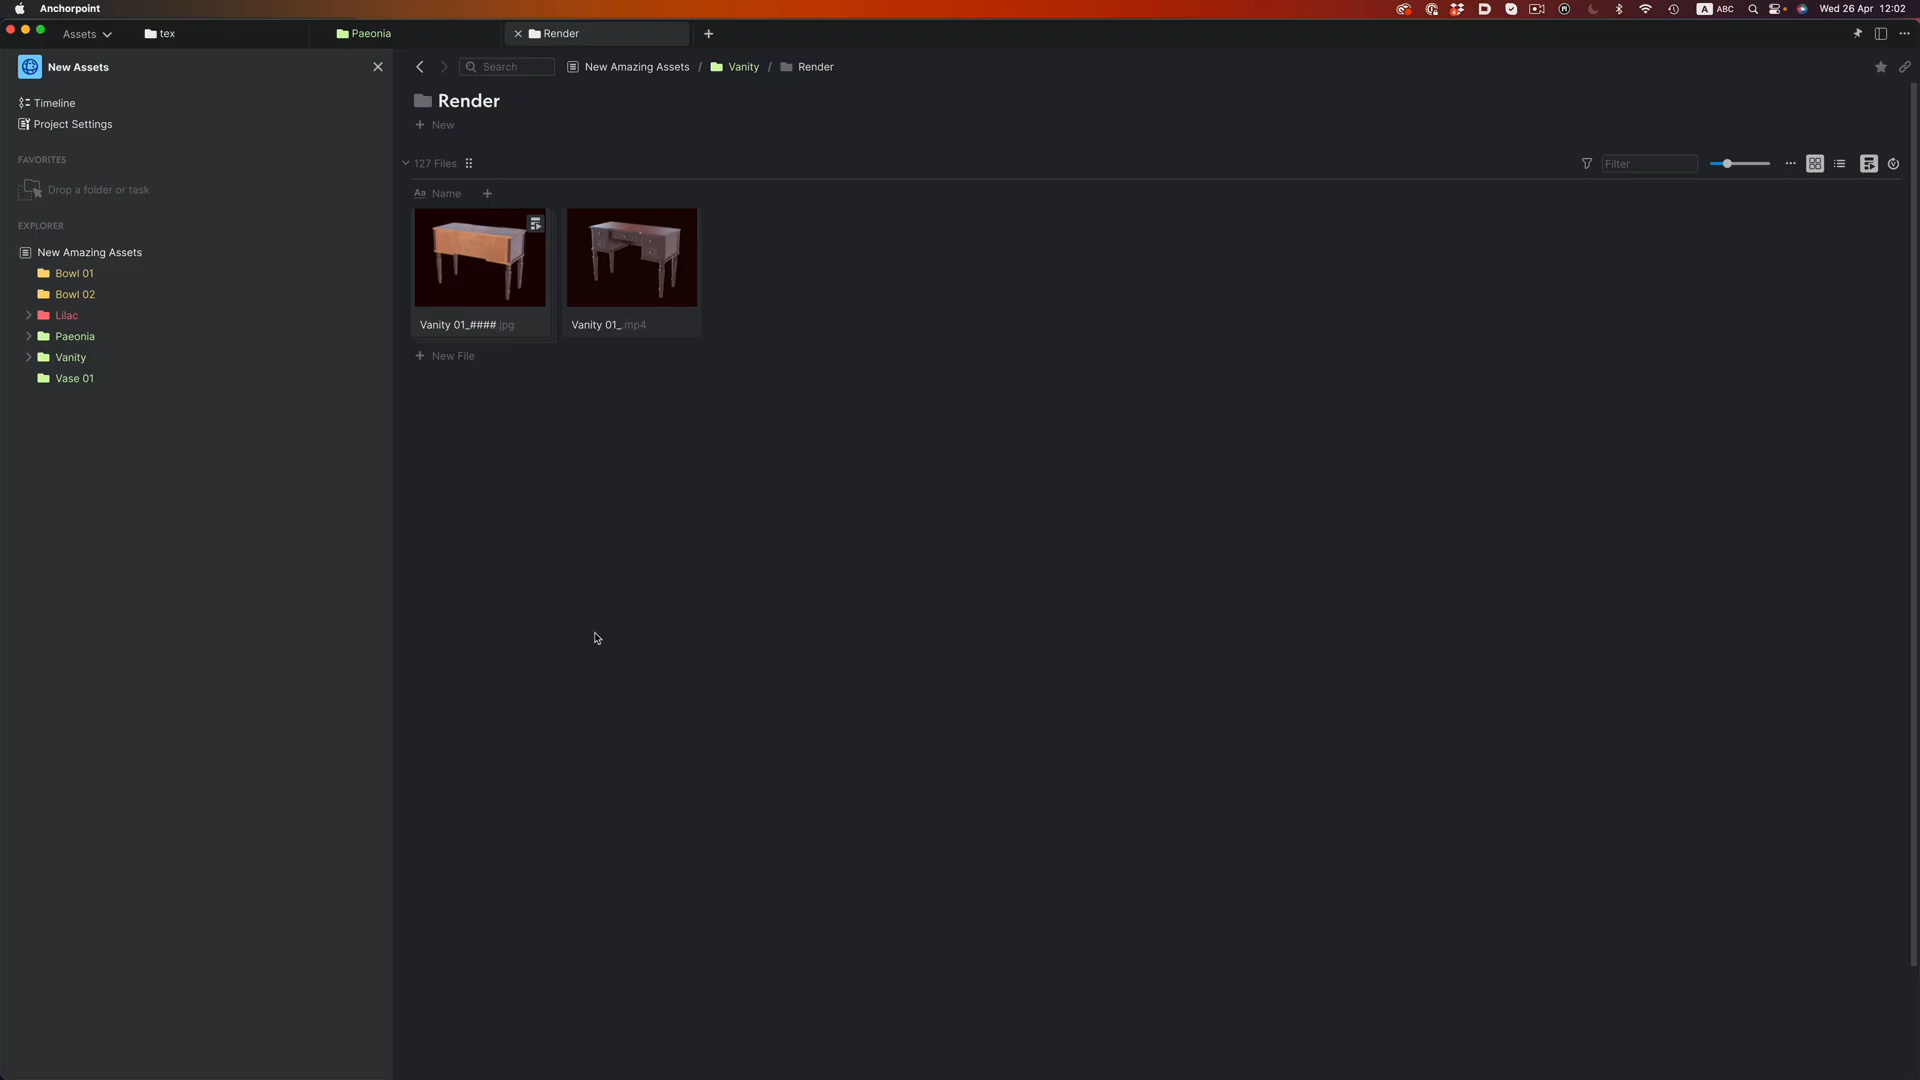 Anchorpoint
ABC
Wed 26 Apr 12:02
Assets
tex
Paeonia
Render
New Assets
Search
New Amazing Assets / Vanity / Render
Timeline
Project Settings
FAVORITES
Drop a folder or task
EXPLORER
New Amazing Assets
Bowl 01
Bowl 02
Lilac
Paeonia
Vanity
Vase 01
Render
+ New
127 Files
Filter
Aa Name +
Vanity 01_####.jpg
Vanity 01_.mp4
+ New File